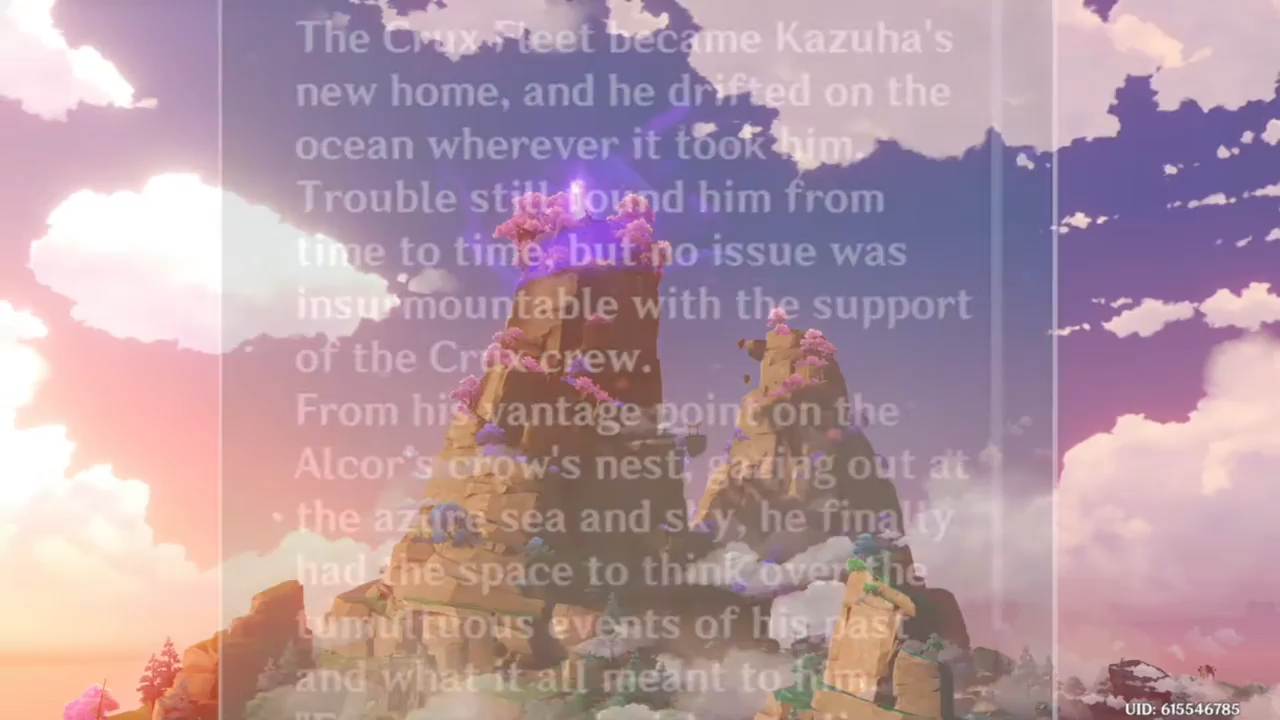 The Crux Fleet became Kazuha's
new home, and he drifted on the
ocean wherever it took him.
Trouble still found him from
time to time, but no issue was
insurmountable with the support
of the Crux crew.
From his vantage point on the
Alcor's crow's nest, gazing out at
the azure sea and sky, he finally
had the space to think over the
tumultuous events of his past
and what it all meant to him.
UID: 615546785